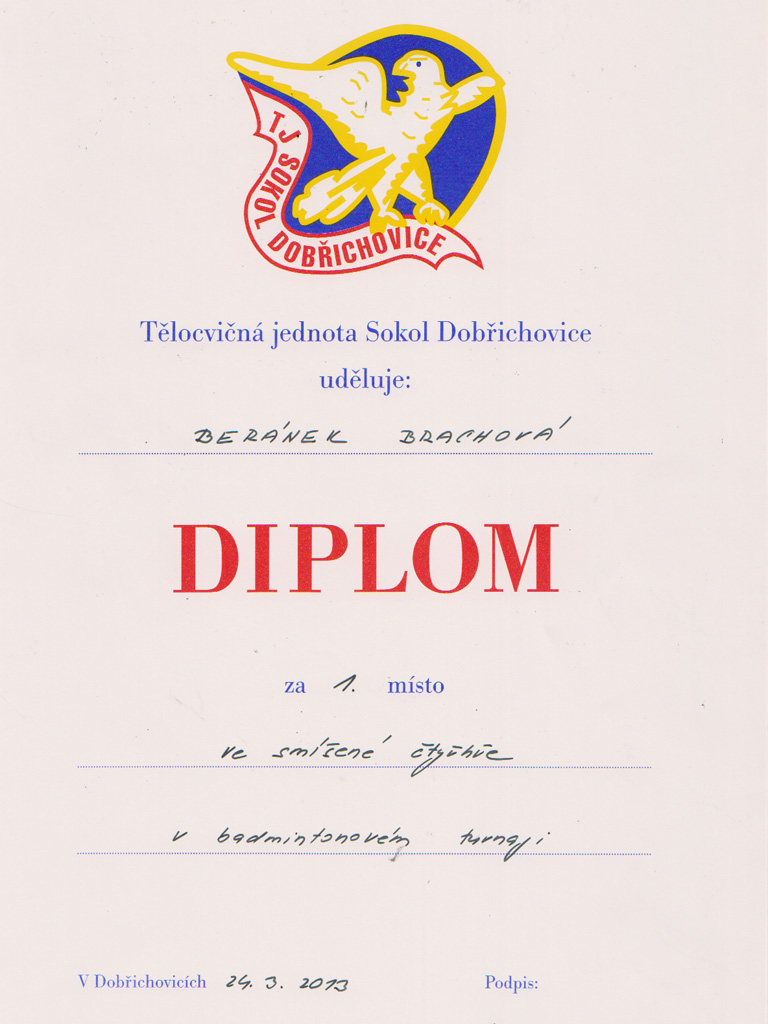 TJ SOKOL DOBŘICHOVICE
Tělocvičná jednota Sokol Dobřichovice
uděluje:
BERÁNEK BRACHOVÁ
DIPLOM
za 1. místo
ve smíšené čtyřhře
v badmintonovém turnaji
V Dobřichovicích 24. 3. 2013 Podpis: